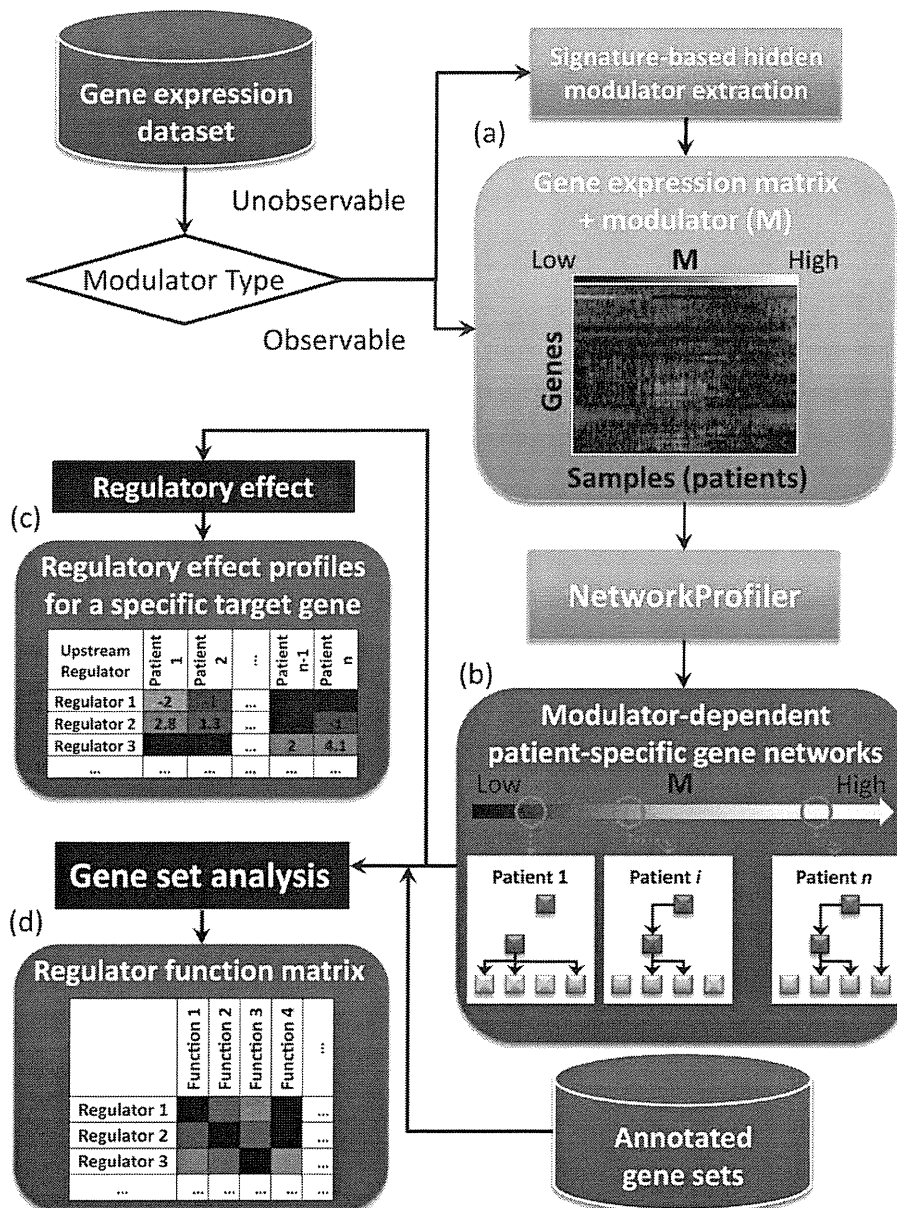 Gene expression
dataset
Unobservable
Modulator Type
Observable
Signature-based hidden
modulator extraction
(a)
Gene expression matrix
+ modulator (M)
Low M High
Genes
Samples (patients)
NetworkProfiler
(b)
Modulator-dependent
patient-specific gene networks
Low M High
Patient 1 Patient i Patient n
Annotated
gene sets
Regulatory effect
(c)
Regulatory effect profiles
for a specific target gene
Upstream
Regulator
Patient
1
Patient
2
...
Patient
n-1
Patient
n
Regulator 1 -2 ...
Regulator 2 2.8 1.3 ... -1
Regulator 3 ... 2 4.1
... ... ... ... ...
Gene set analysis
(d)
Regulator function matrix
Function 1 Function 2 Function 3 Function 4 ...
Regulator 1 ...
Regulator 2 ...
Regulator 3 ...
... ... ... ... ... ...